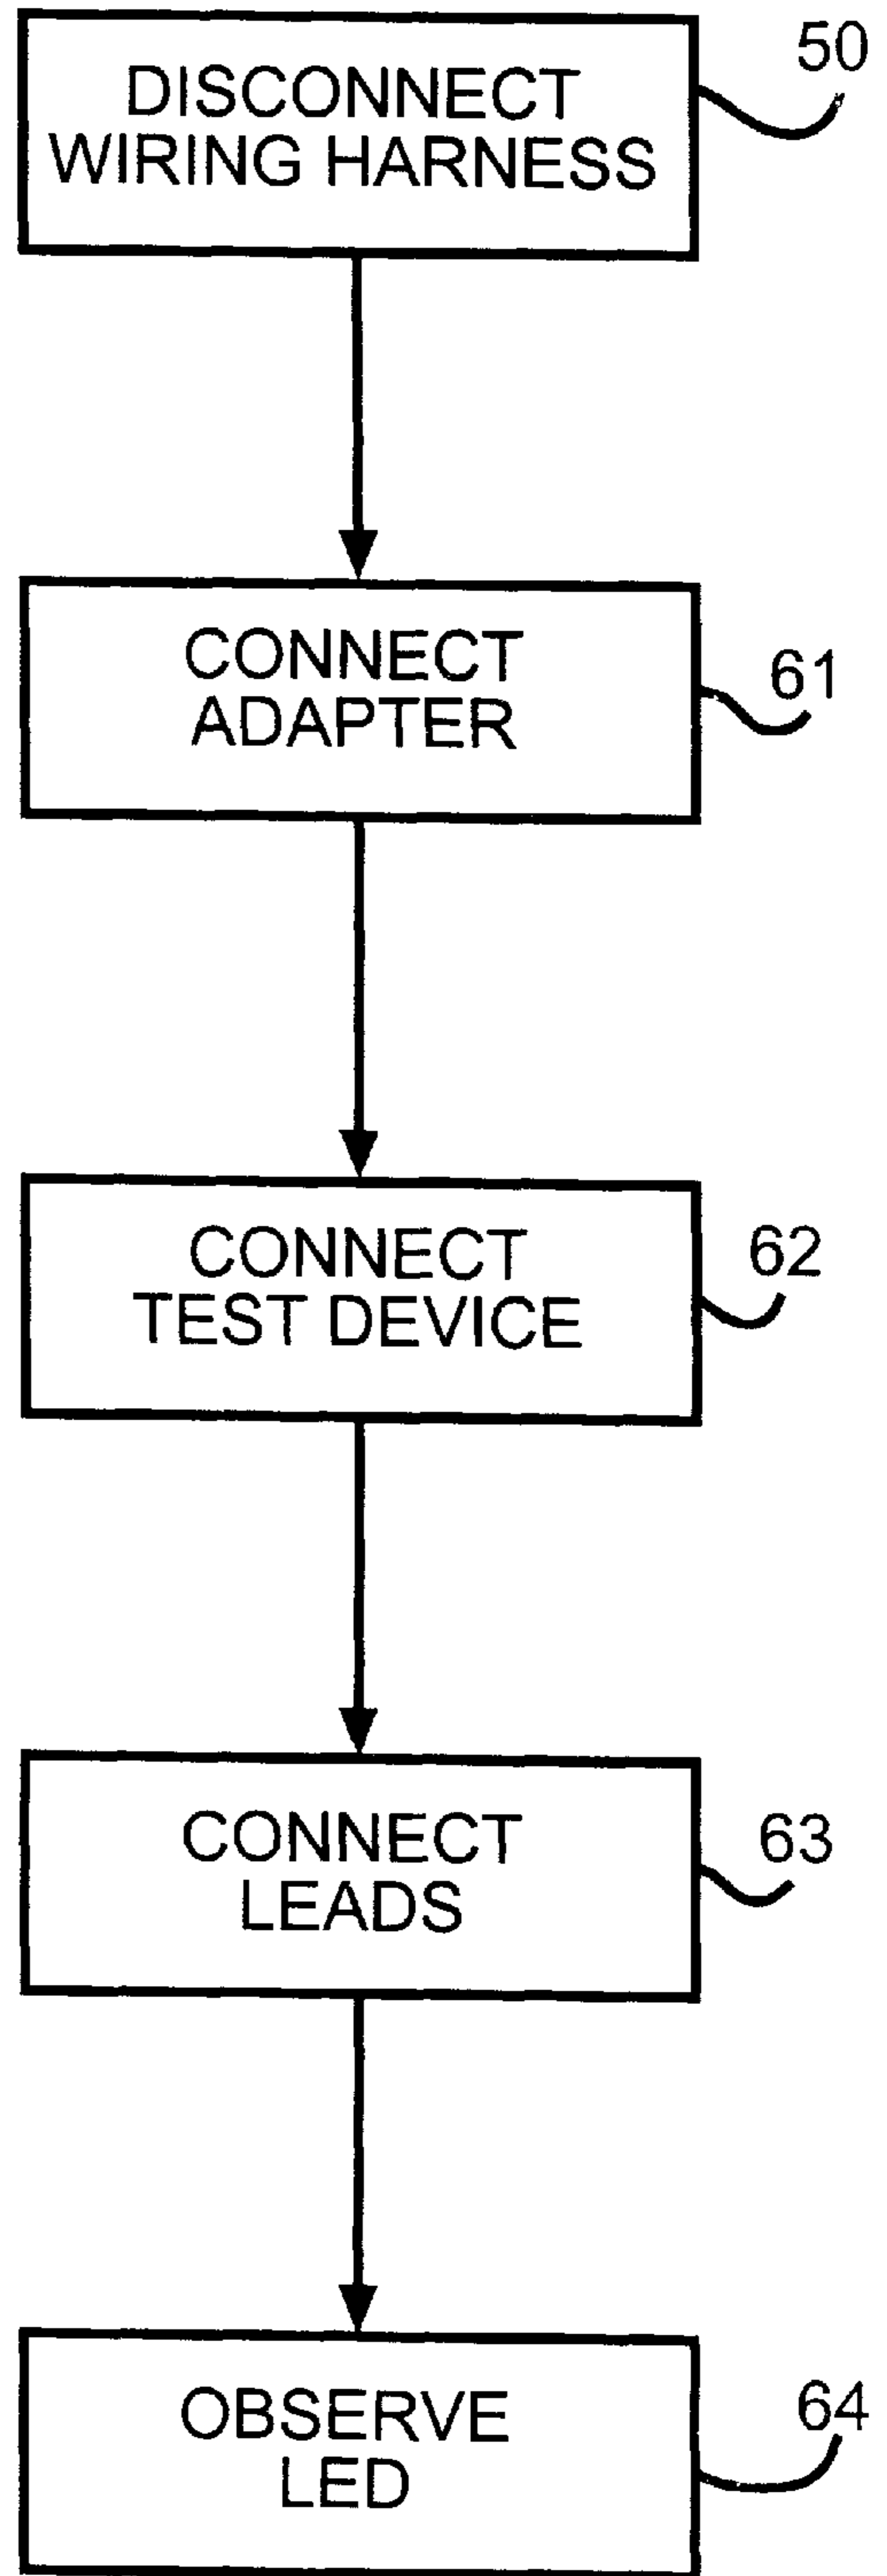 DISCONNECT
WIRING HARNESS
50
CONNECT
ADAPTER
61
CONNECT
TEST DEVICE
62
CONNECT
LEADS
63
OBSERVE
LED
64